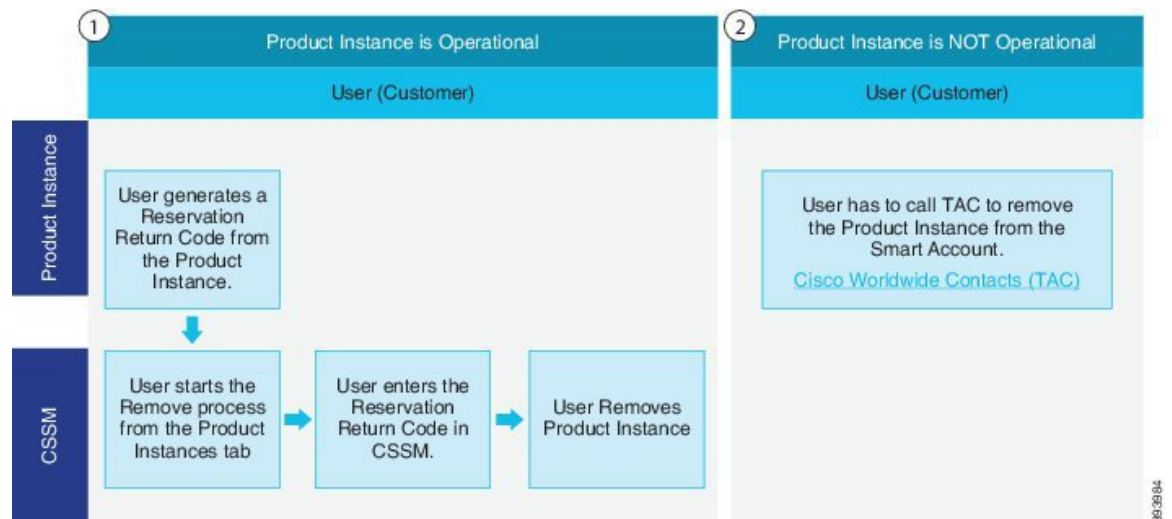 1
Product Instance is Operational
User (Customer)
2
Product Instance is NOT Operational
User (Customer)
Product Instance
User generates a
Reservation
Return Code from
the Product
Instance.
User has to call TAC to remove
the Product Instance from the
Smart Account.
Cisco Worldwide Contacts (TAC)
CSSM
User starts the
Remove process
from the Product
Instances tab
User enters the
Reservation
Return Code in
CSSM.
User Removes
Product Instance